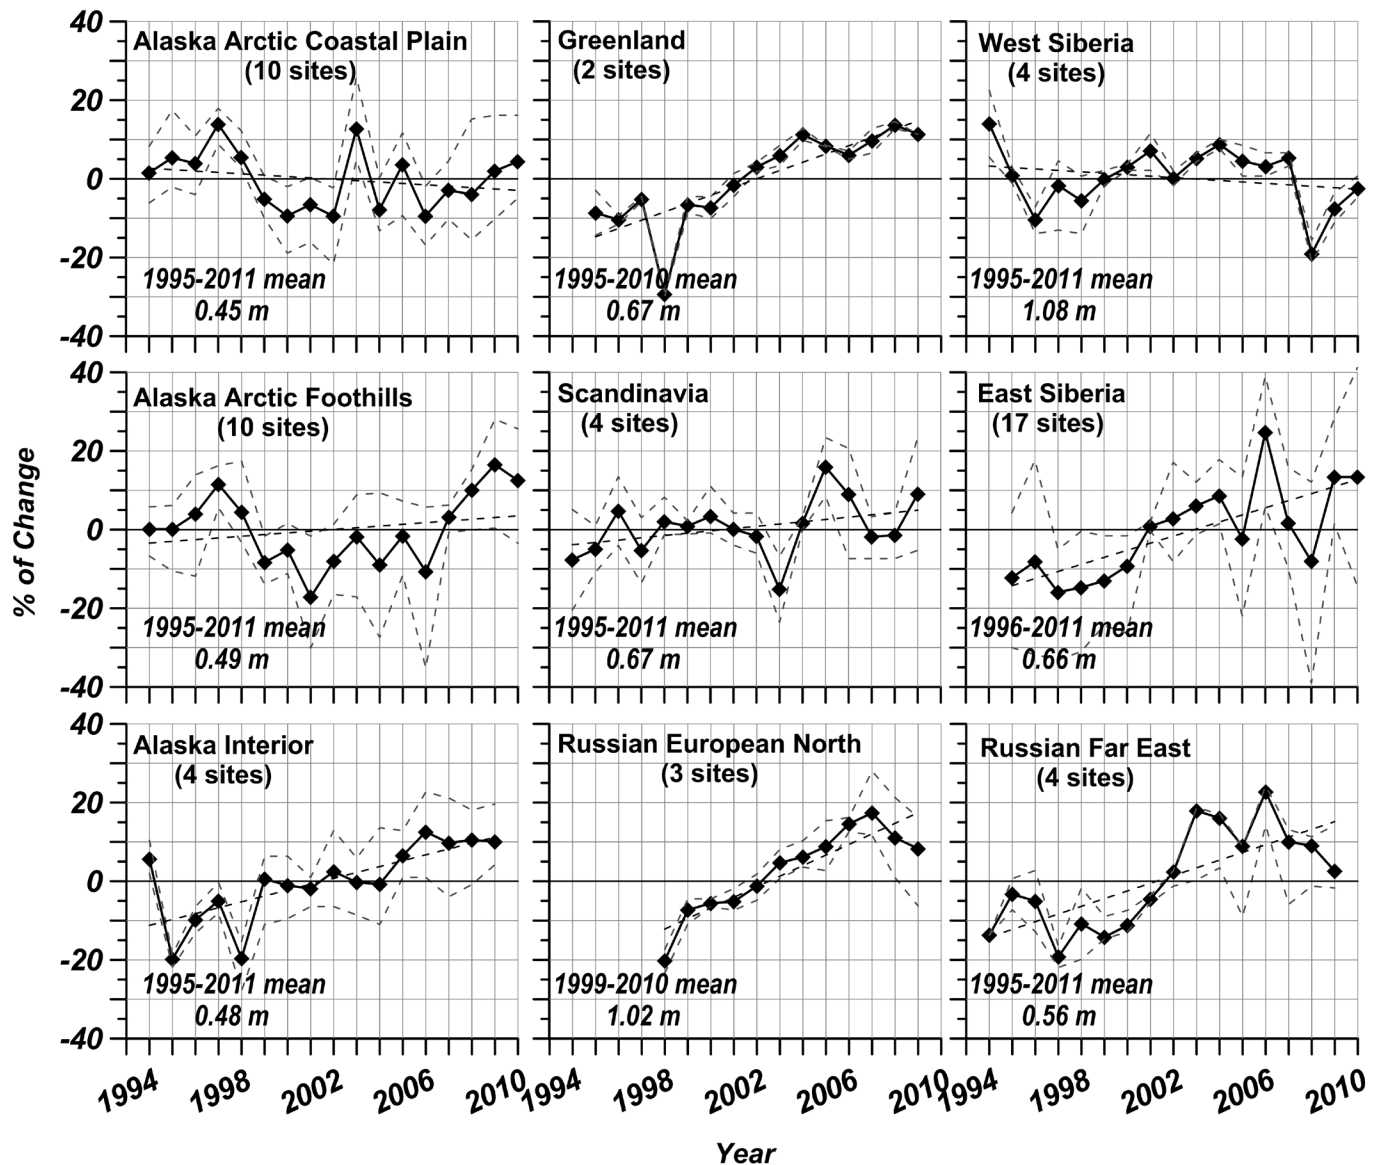 40
20
0
-20
-40
Alaska Arctic Coastal Plain
(10 sites)
1995-2011 mean
0.45 m
Greenland
(2 sites)
1995-2010 mean
0.67 m
West Siberia
(4 sites)
1995-2011 mean
1.08 m
% of Change
40
20
0
-20
-40
Alaska Arctic Foothills
(10 sites)
1995-2011 mean
0.49 m
Scandinavia
(4 sites)
1995-2011 mean
0.67 m
East Siberia
(17 sites)
1996-2011 mean
0.66 m
40
20
0
-20
-40
Alaska Interior
(4 sites)
1995-2011 mean
0.48 m
Russian European North
(3 sites)
1999-2010 mean
1.02 m
Russian Far East
(4 sites)
1995-2011 mean
0.56 m
1994 1998 2002 2006 2010 1994 1998 2002 2006 2010 1994 1998 2002 2006 2010
Year